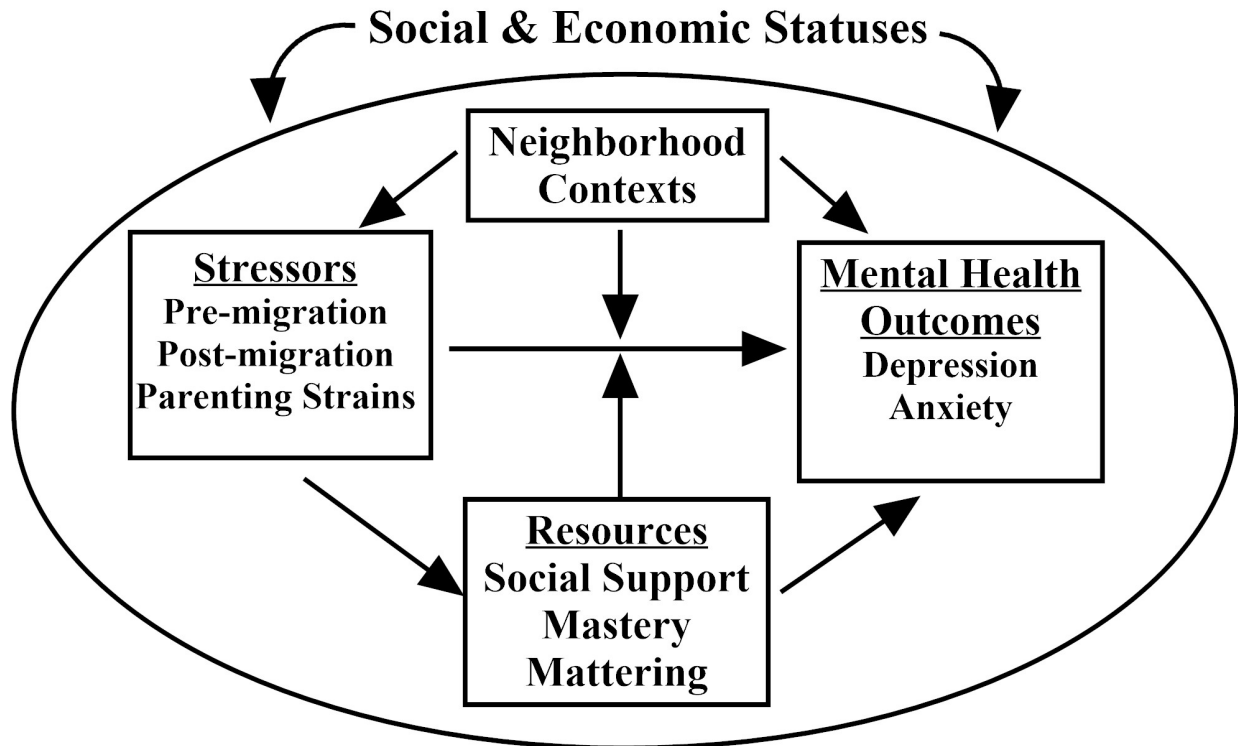 Social & Economic Statuses
Neighborhood
Contexts
Stressors
Pre-migration
Post-migration
Parenting Strains
Mental Health
Outcomes
Depression
Anxiety
Resources
Social Support
Mastery
Mattering